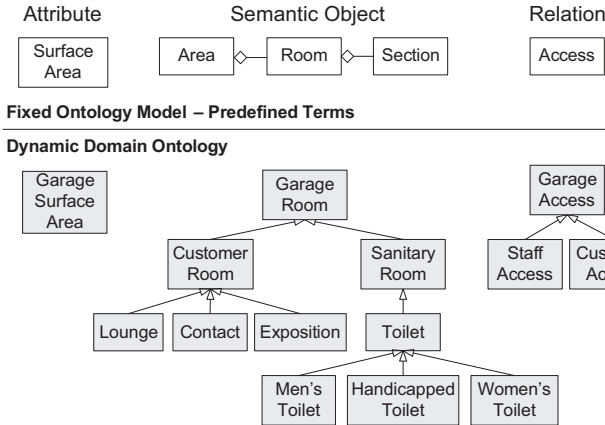 Attribute
Semantic Object
Relation
Surface
Area
Area
Room
Section
Access
Fixed Ontology Model – Predefined Terms
Dynamic Domain Ontology
Garage
Surface
Area
Garage
Room
Garage
Access
Customer
Room
Sanitary
Room
Staff
Access
Lounge
Contact
Exposition
Toilet
Men's
Toilet
Handicapped
Toilet
Women's
Toilet